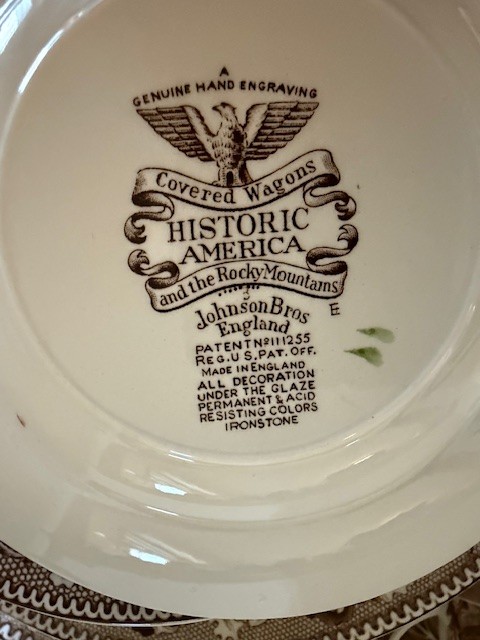 A
GENUINE HAND ENGRAVING
Covered Wagons
HISTORIC
AMERICA
and the Rocky Mountains
Johnson Bros
England
E
PATENT Nº 111255
REG. U.S. PAT. OFF.
MADE IN ENGLAND
ALL DECORATION
UNDER THE GLAZE
PERMANENT & ACID
RESISTING COLORS
IRONSTONE